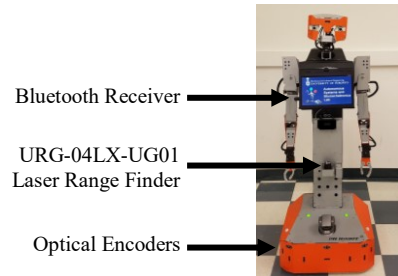 Bluetooth Receiver
URG-04LX-UG01
Laser Range Finder
Optical Encoders